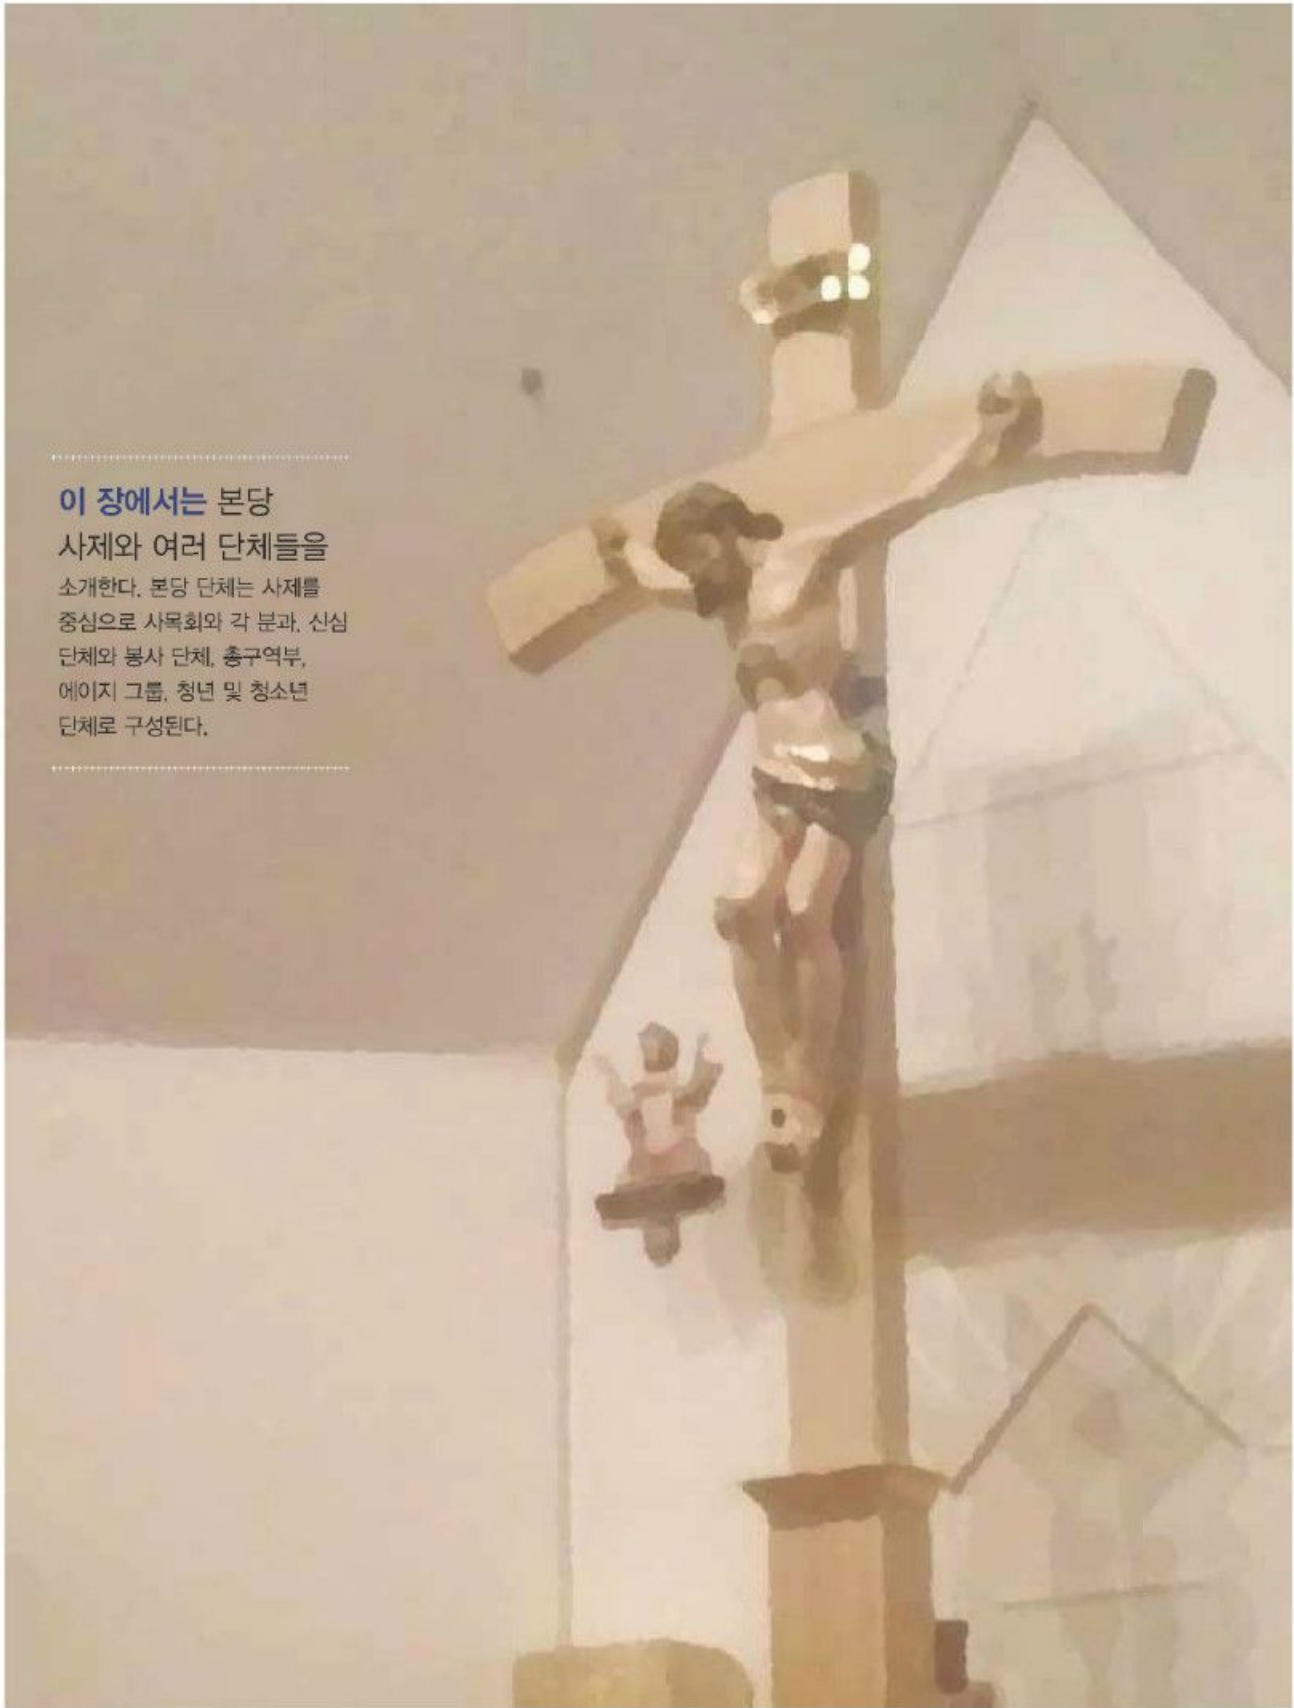 이 장에서는 본당
사제와 여러 단체들을
소개한다. 본당 단체는 사제를
중심으로 사목회와 각 분과, 신심
단체와 봉사 단체, 총구역부,
에이지 그룹, 청년 및 청소년
단체로 구성된다.